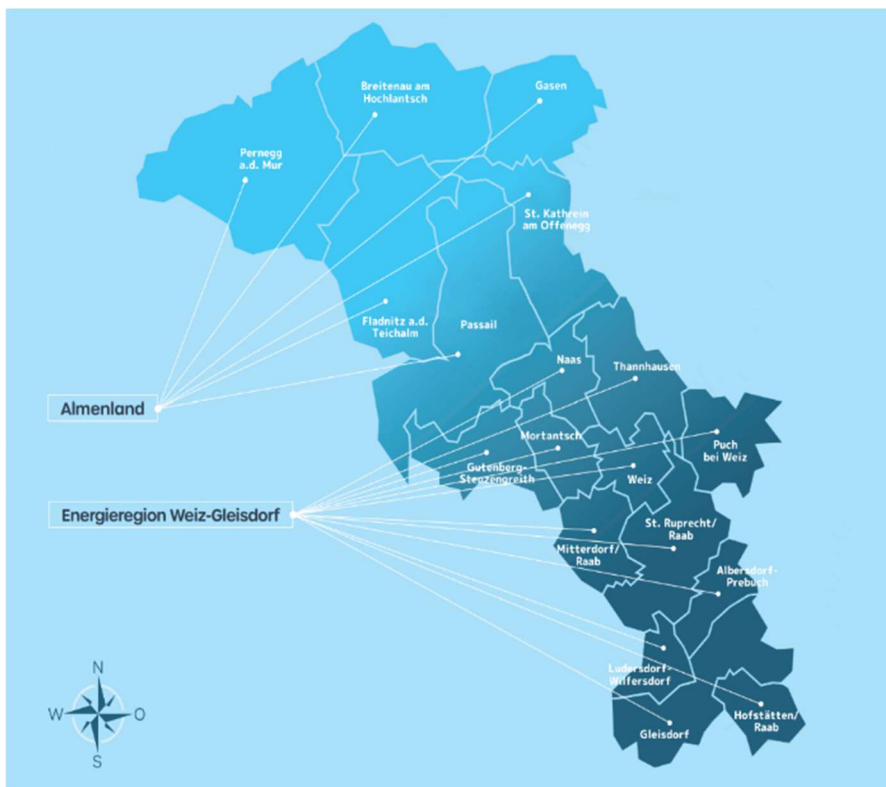 Breitenau am
Hochlantsch
Gasen
Pernegg
a.d. Mur
St. Kathrein
am Offenegg
Fladnitz a.d.
Teichalm
Passail
Naas
Thannhausen
Almenland
Mortantsch
Puch
bei Weiz
Gutenberg-
Stenzengreith
Weiz
Energieregion Weiz-Gleisdorf
St. Ruprecht/
Raab
Mitterdorf/
Raab
Albersdorf-
Prebuch
Ludersdorf-
Wilfersdorf
Hofstätten/
Raab
Gleisdorf
N
W
O
S